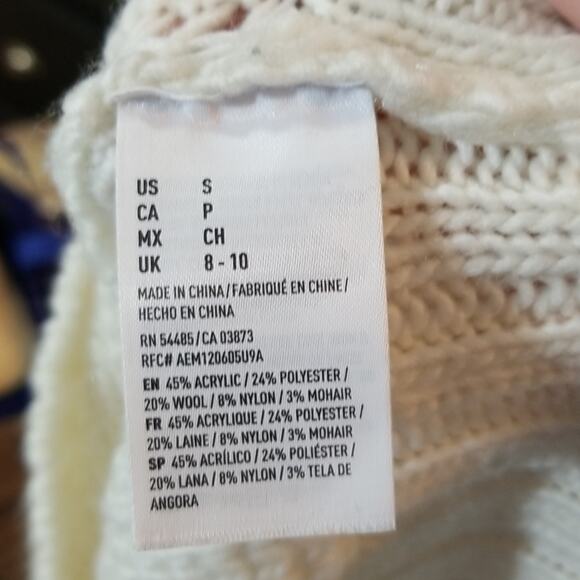 US S
CA P
MX CH
UK 8 - 10
MADE IN CHINA / FABRIQUÉ EN CHINE /
HECHO EN CHINA
RN 54485 / CA 03873
RFC# AEM120605U9A
EN 45% ACRYLIC / 24% POLYESTER /
20% WOOL / 8% NYLON / 3% MOHAIR
FR 45% ACRYLIQUE / 24% POLYESTER /
20% LAINE / 8% NYLON / 3% MOHAIR
SP 45% ACRÍLICO / 24% POLIÉSTER /
20% LANA / 8% NYLON / 3% TELA DE
ANGORA